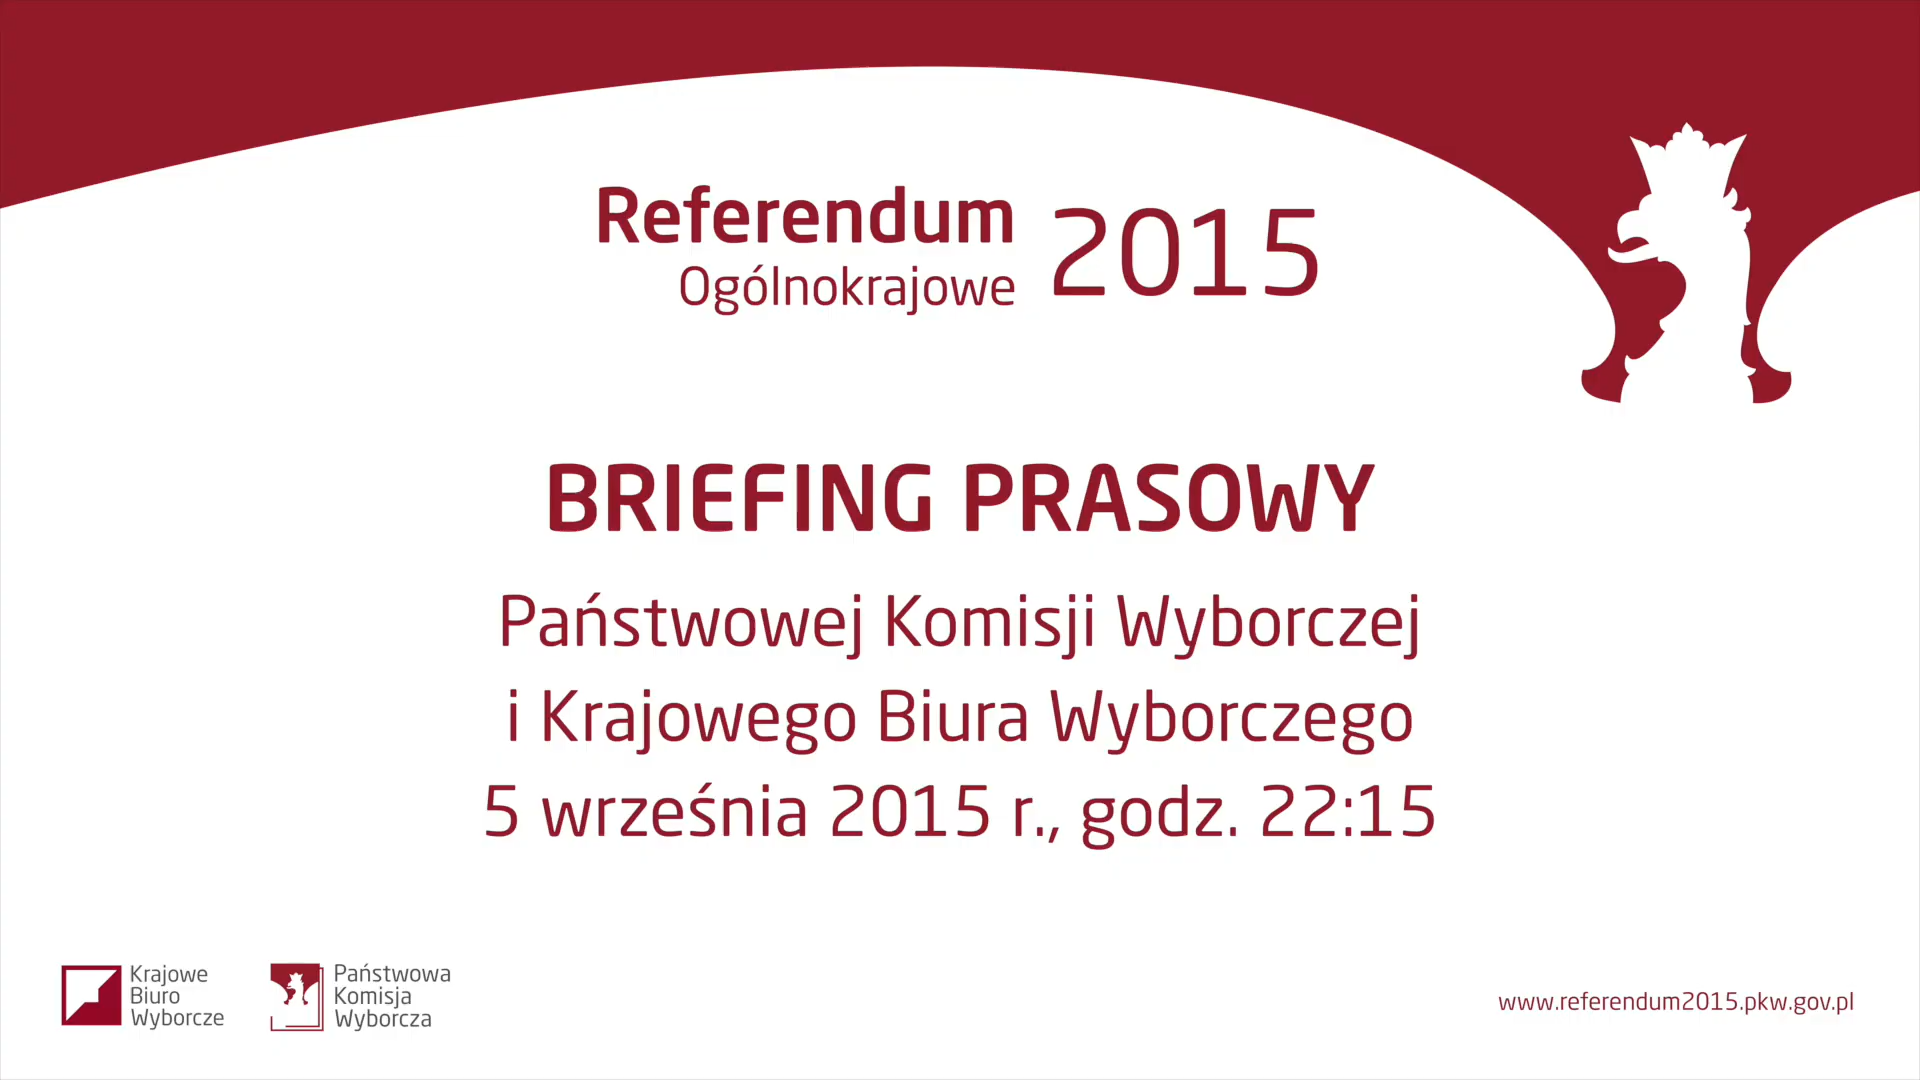 Referendum
Ogólnokrajowe
2015
BRIEFING PRASOWY
Państwowej Komisji Wyborczej
i Krajowego Biura Wyborczego
5 września 2015 r., godz. 22:15
Krajowe
Biuro
Wyborcze
Państwowa
Komisja
Wyborcza
www.referendum2015.pkw.gov.pl